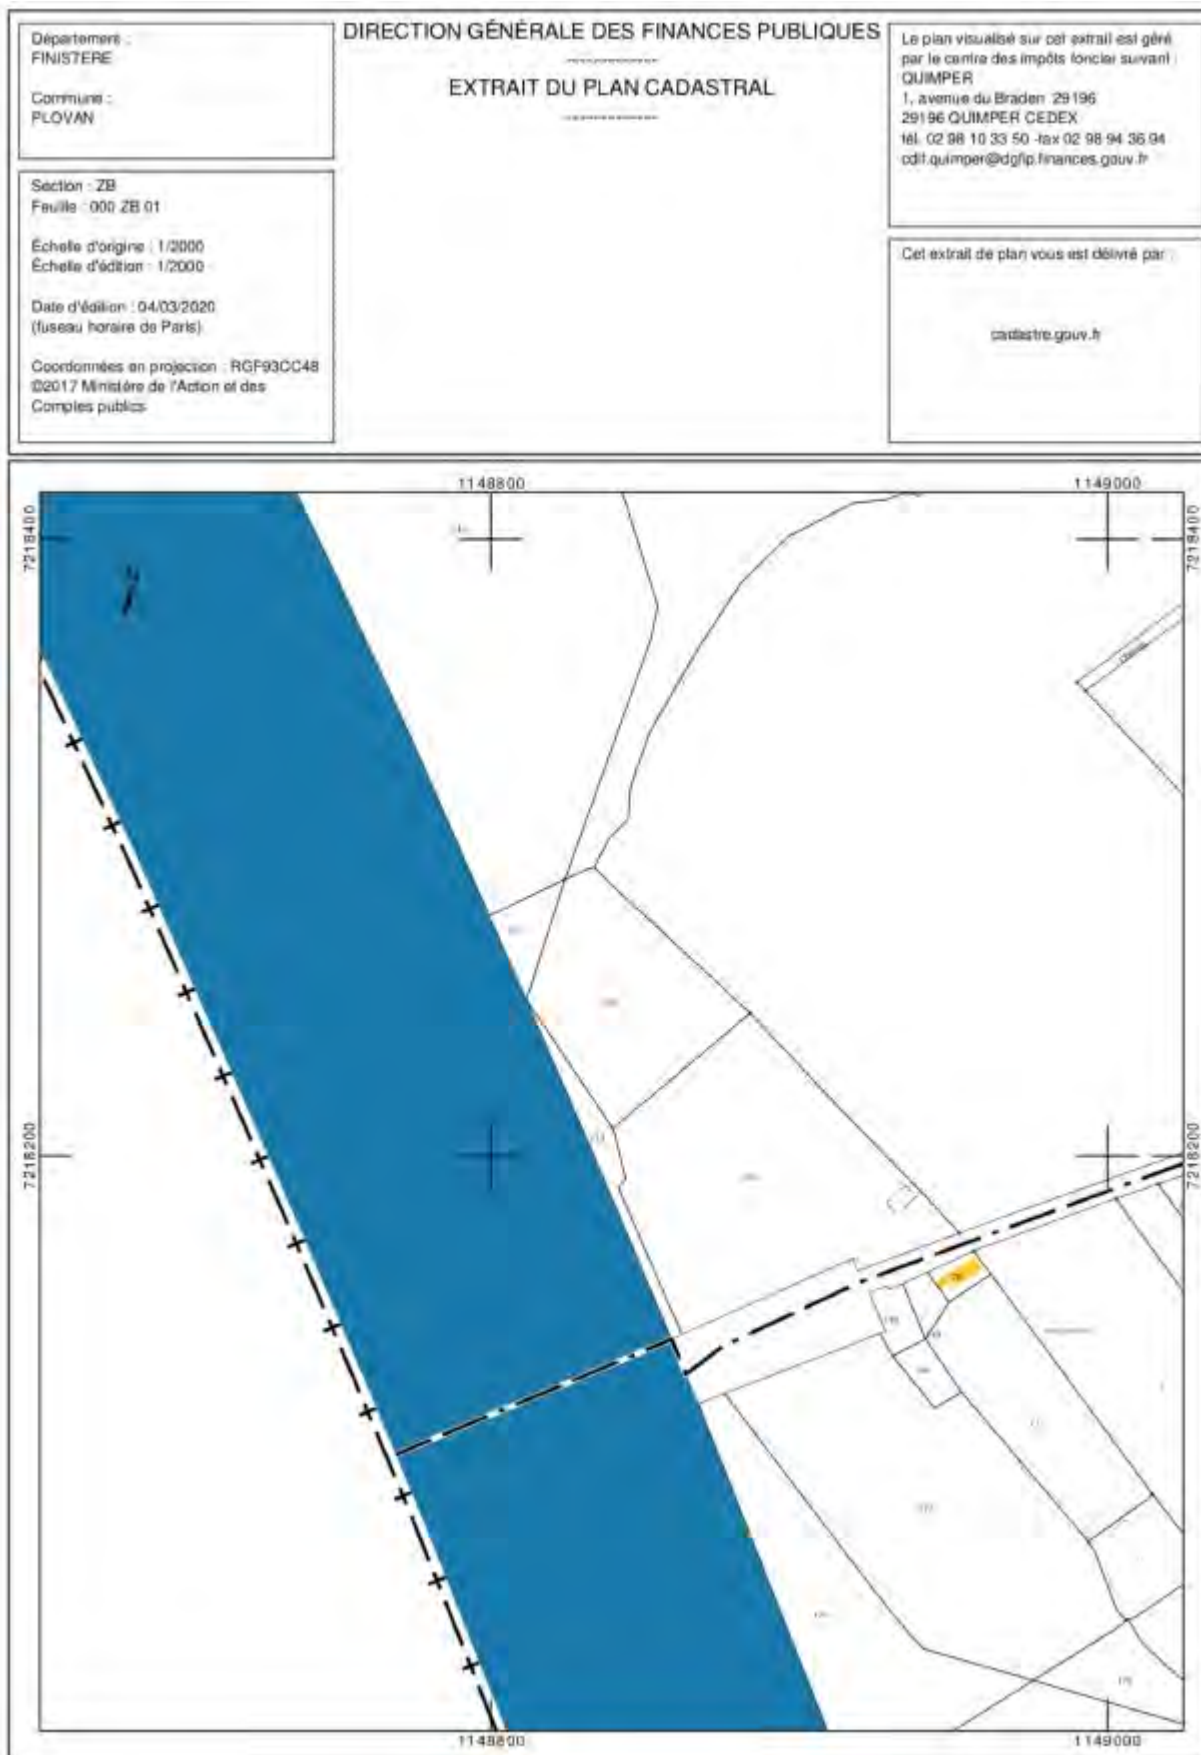 Département :
FINISTERE
Commune :
PLOVAN
Section : ZB
Feuille : 000 ZB 01
Échelle d'origine : 1/2000
Échelle d'édition : 1/2000
Date d'édition : 04/03/2020
(fuseau horaire de Paris)
Coordonnées en projection : RGF93CC48
©2017 Ministère de l'Action et des
Comptes publics
DIRECTION GÉNÉRALE DES FINANCES PUBLIQUES
EXTRAIT DU PLAN CADASTRAL
Le plan visualisé sur cet extrait est géré
par le centre des impôts foncier suivant :
QUIMPER
1, avenue du Braden 29196
29196 QUIMPER CEDEX
tél. 02 98 10 33 50 -fax 02 98 94 36 94
cdif.quimper@dgfip.finances.gouv.fr
Cet extrait de plan vous est délivré par :
cadastre.gouv.fr
1148800
1149000
7218400
7218400
7218200
7218200
1148800
1149000